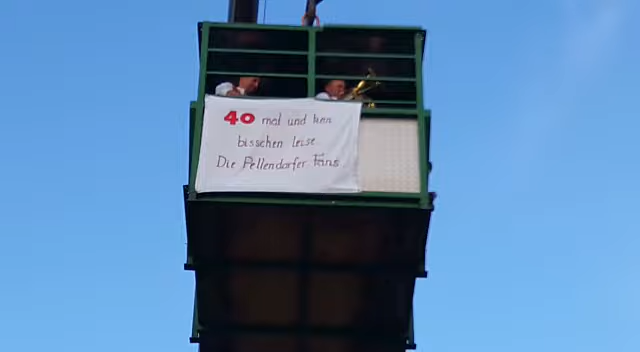 40 mal und kein
bisschen leise.
Die Pellendorfer Fans